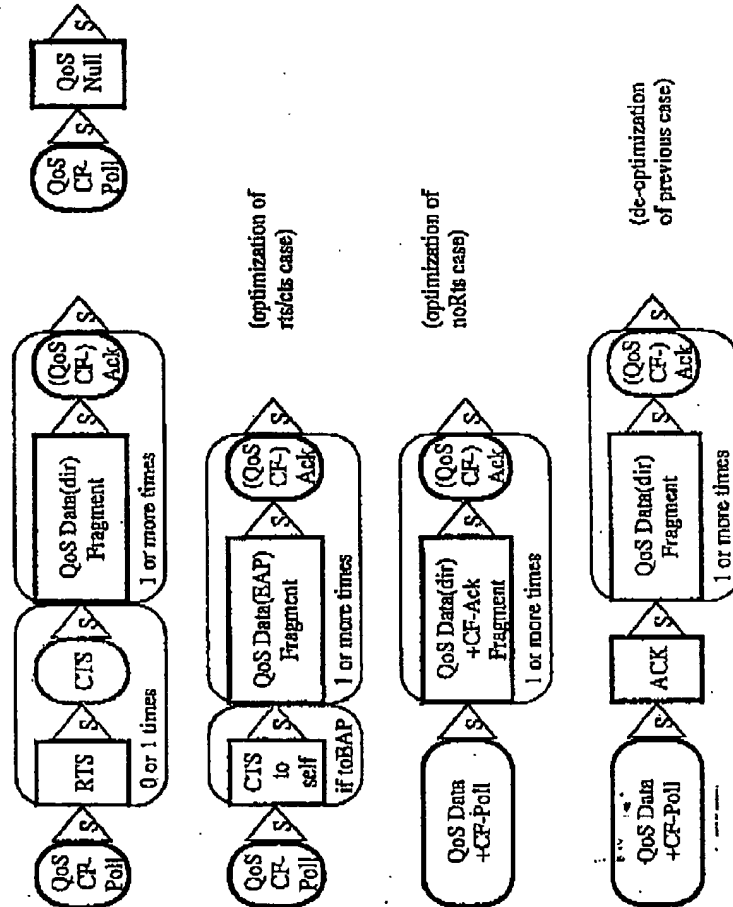 QoS
CF-
Poll
S
RTS
S
CTS
S
0 or 1 times
QoS Data(dir)
Fragment
S
(QoS
CF-)
Ack
S
1 or more times
QoS
CF-
Poll
S
QoS
Null
S
QoS
CF-
Poll
S
CTS
to
self
S
if toEAP
QoS Data(EAP)
Fragment
S
(QoS
CF-)
Ack
S
1 or more times
(optimization of
rts/cts case)
QoS Data
+CF-Poll
S
QoS Data(dir)
+CF-Ack
Fragment
S
(QoS
CF-)
Ack
S
1 or more times
(optimization of
noRts case)
QoS Data
+CF-Poll
S
ACK
S
QoS Data(dir)
Fragment
S
(QoS
CF-)
Ack
S
1 or more times
(de-optimization
of previous case)